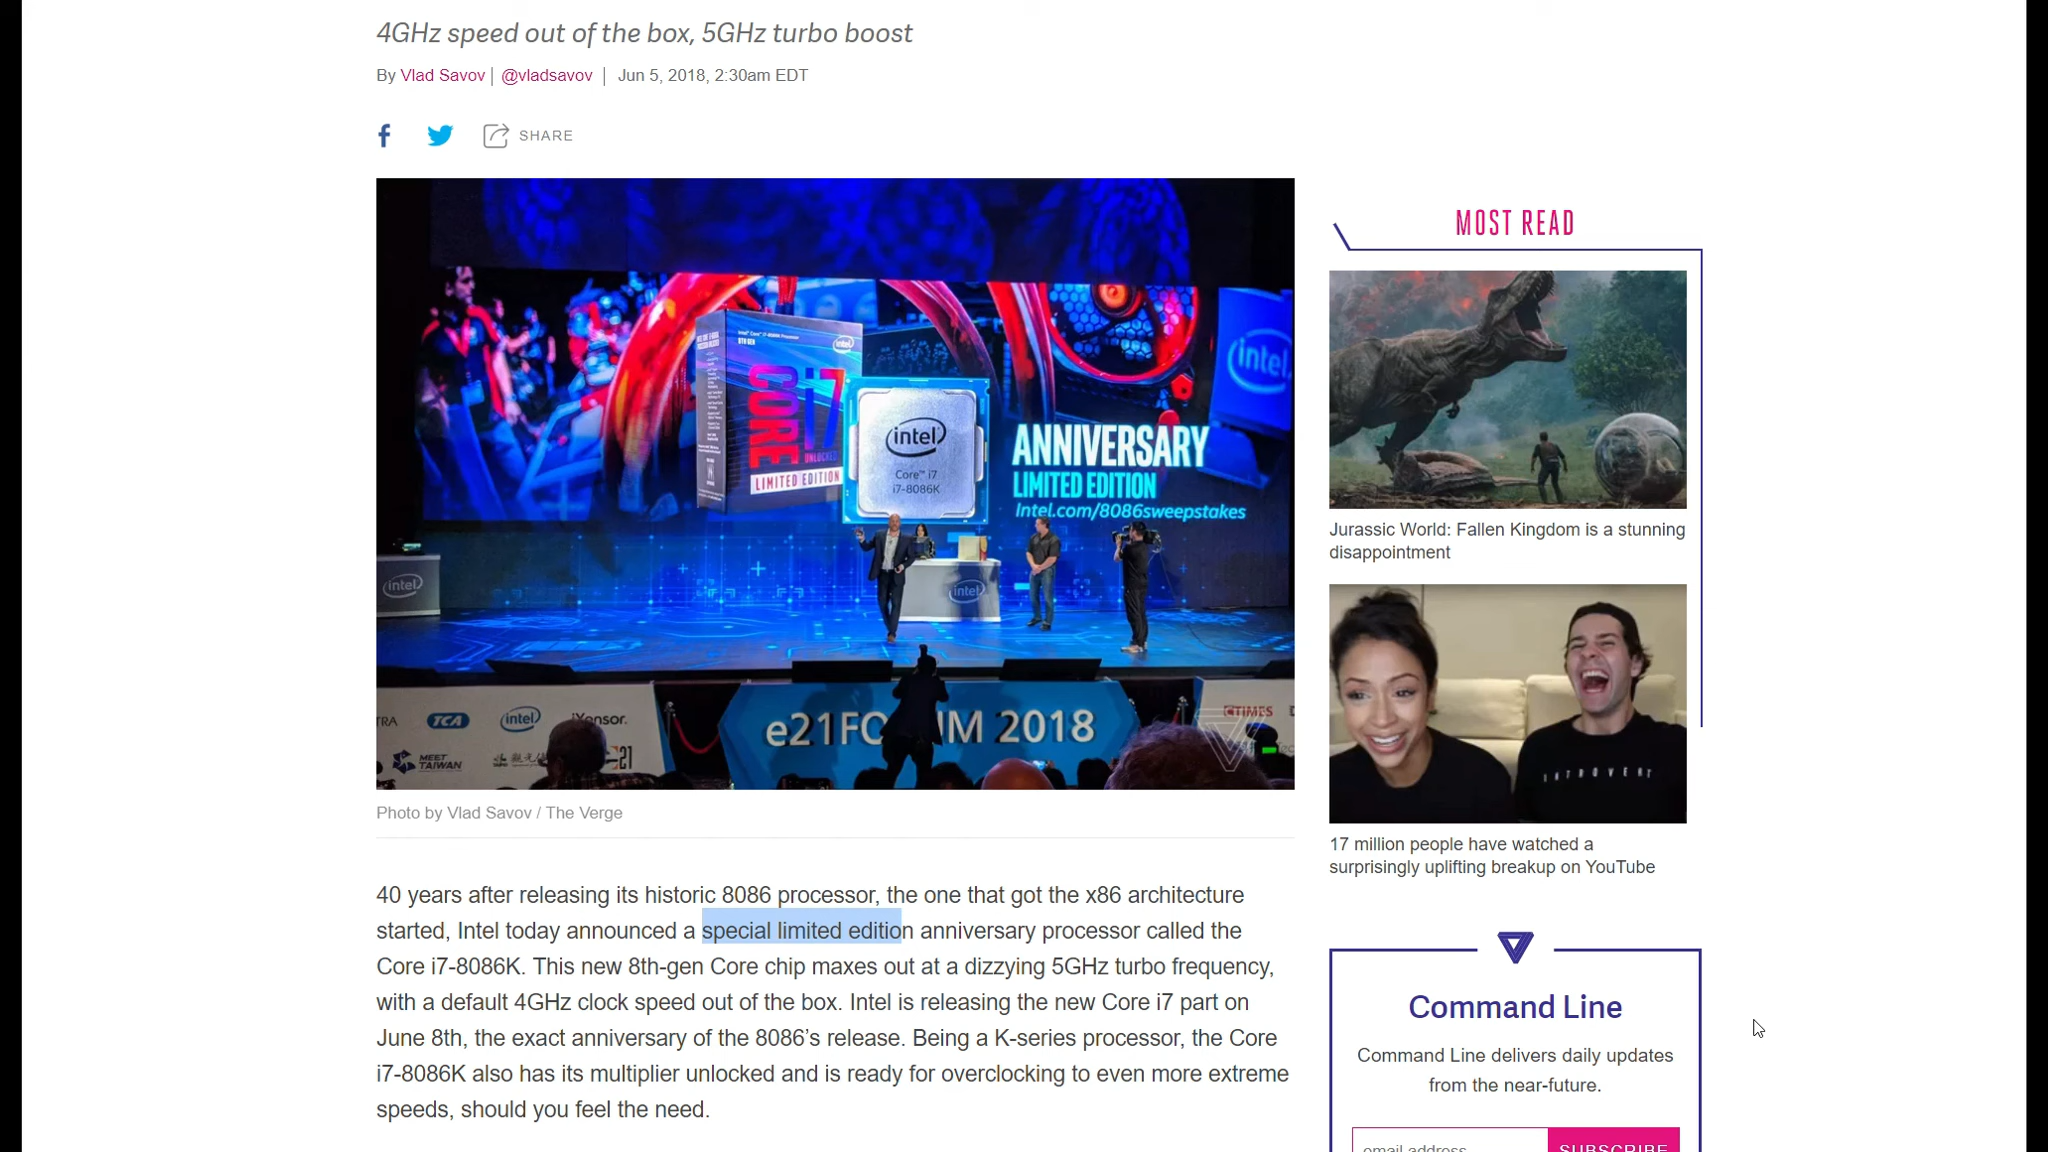 4GHz speed out of the box, 5GHz turbo boost
By Vlad Savov | @vladsavov | Jun 5, 2018, 2:30am EDT
SHARE
intel
CORE i7
UNLOCKED
LIMITED EDITION
intel
Core™ i7
i7-8086K
ANNIVERSARY
LIMITED EDITION
Intel.com/8086sweepstakes
intel
intel
TCA
intel
MEET
TAIWAN
e21FO UM 2018
CTIMES
Photo by Vlad Savov / The Verge
40 years after releasing its historic 8086 processor, the one that got the x86 architecture
started, Intel today announced a special limited edition anniversary processor called the
Core i7-8086K. This new 8th-gen Core chip maxes out at a dizzying 5GHz turbo frequency,
with a default 4GHz clock speed out of the box. Intel is releasing the new Core i7 part on
June 8th, the exact anniversary of the 8086’s release. Being a K-series processor, the Core
i7-8086K also has its multiplier unlocked and is ready for overclocking to even more extreme
speeds, should you feel the need.
MOST READ
Jurassic World: Fallen Kingdom is a stunning
disappointment
INTROVERT
17 million people have watched a
surprisingly uplifting breakup on YouTube
Command Line
Command Line delivers daily updates
from the near-future.
email address
SUBSCRIBE